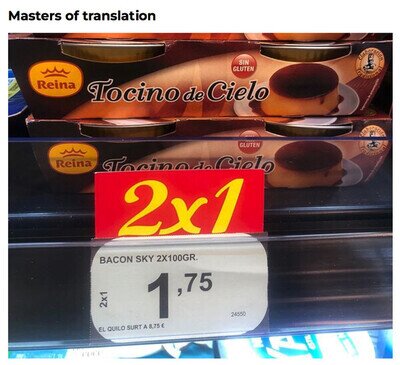 Masters of translation
Reina
Tocino de Cielo
SIN GLUTEN
Reina
Tocino de Cielo
GLUTEN
2x1
BACON SKY 2X100GR.
2x1
1,75
24550
EL QUILO SURT A 8,75 €